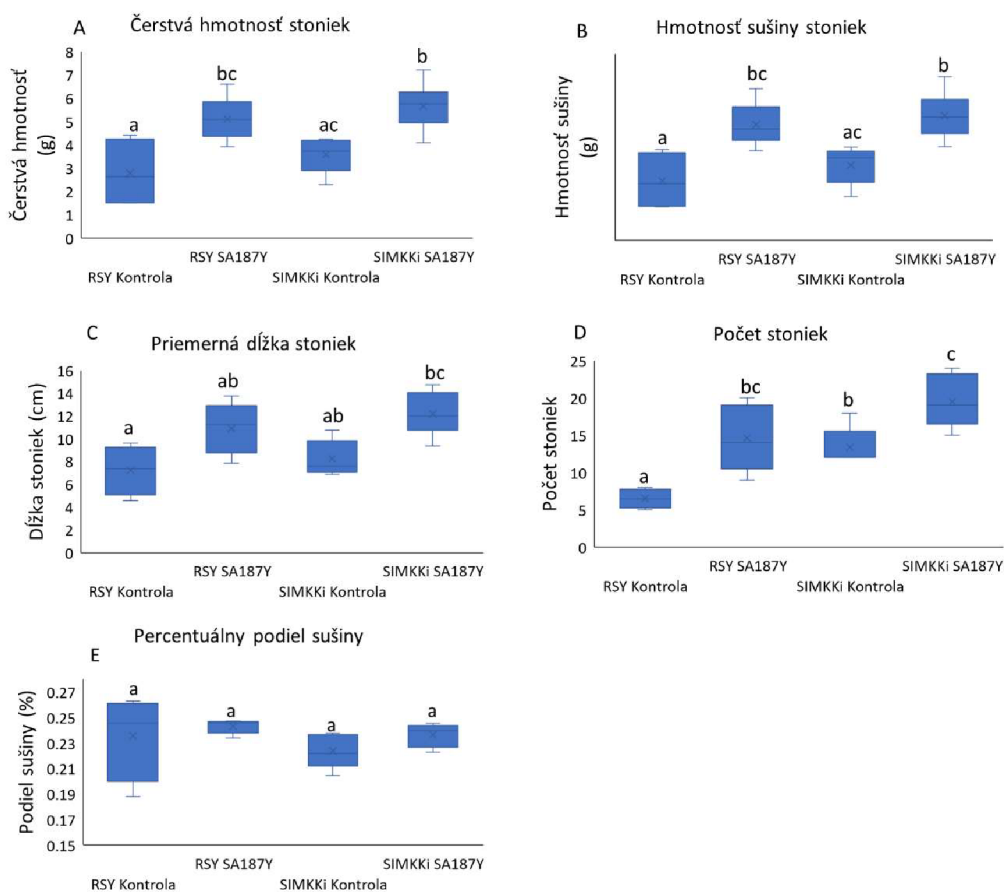 A
Čerstvá hmotnosť stoniek
Čerstvá hmotnosť
(g)
8
7
6
5
4
3
2
1
0
a
bc
ac
b
RSY SA187Y
SIMKKi SA187Y
RSY Kontrola
SIMKKi Kontrola
B
Hmotnosť sušiny stoniek
Hmotnosť sušiny
(g)
a
bc
ac
b
RSY SA187Y
SIMKKi SA187Y
RSY Kontrola
SIMKKi Kontrola
C
Priemerná dĺžka stoniek
Dĺžka stoniek (cm)
16
14
12
10
8
6
4
2
0
a
ab
ab
bc
RSY SA187Y
SIMKKi SA187Y
RSY Kontrola
SIMKKi Kontrola
D
Počet stoniek
Počet stoniek
25
20
15
10
5
0
a
bc
b
c
RSY SA187Y
SIMKKi SA187Y
RSY Kontrola
SIMKKi Kontrola
E
Percentuálny podiel sušiny
Podiel sušiny (%)
0.27
0.25
0.23
0.21
0.19
0.17
0.15
a
a
a
a
RSY SA187Y
SIMKKi SA187Y
RSY Kontrola
SIMKKi Kontrola